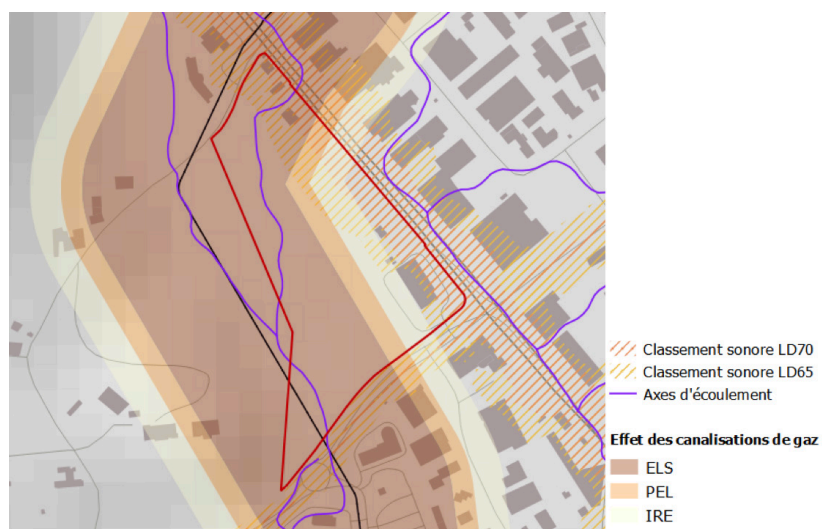 Classement sonore LD70
Classement sonore LD65
Axes d'écoulement
Effet des canalisations de gaz
ELS
PEL
IRE